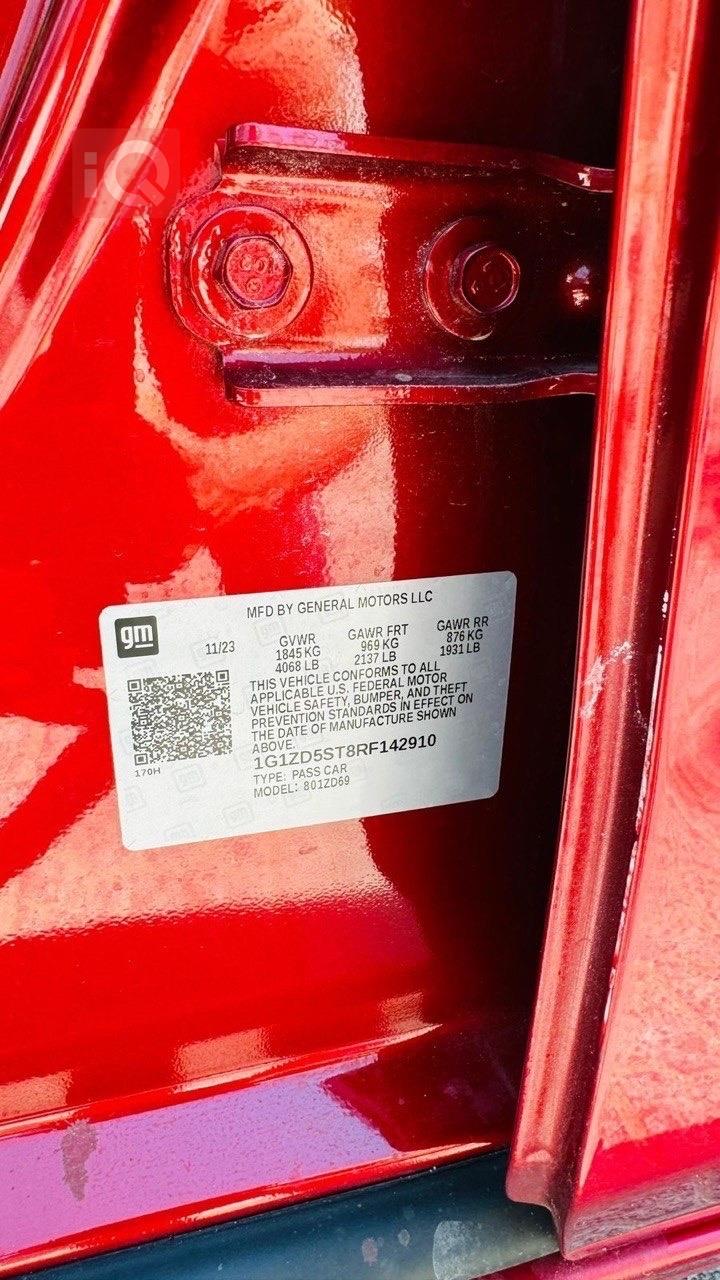 iQ
MFD BY GENERAL MOTORS LLC
gm
11/23
GVWR GAWR FRT GAWR RR
1845 KG 969 KG 876 KG
4068 LB 2137 LB 1931 LB
THIS VEHICLE CONFORMS TO ALL
APPLICABLE U.S. FEDERAL MOTOR
VEHICLE SAFETY, BUMPER, AND THEFT
PREVENTION STANDARDS IN EFFECT ON
THE DATE OF MANUFACTURE SHOWN
ABOVE.
170H
1G1ZD5ST8RF142910
TYPE: PASS CAR
MODEL: 801ZD69